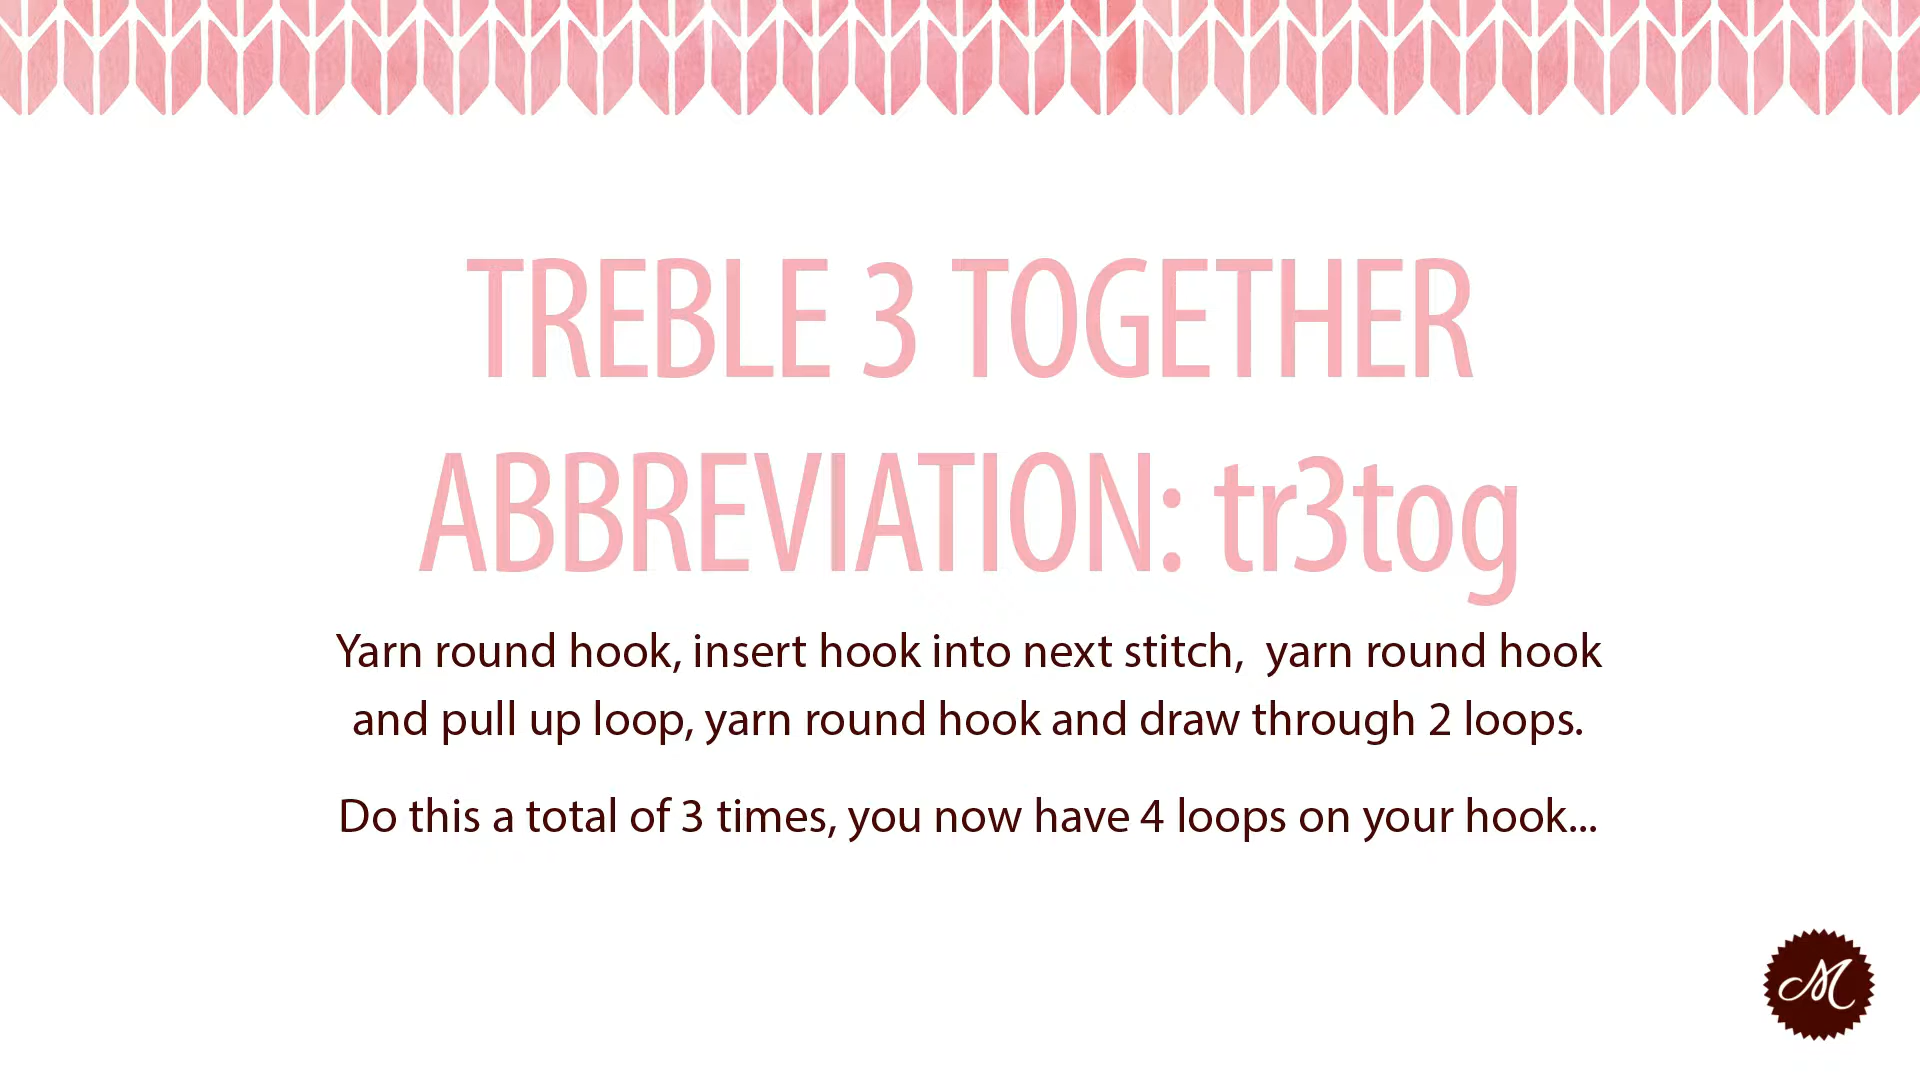 TREBLE 3 TOGETHER
ABBREVIATION: tr3tog
Yarn round hook, insert hook into next stitch,  yarn round hook
and pull up loop, yarn round hook and draw through 2 loops.
Do this a total of 3 times, you now have 4 loops on your hook...
M